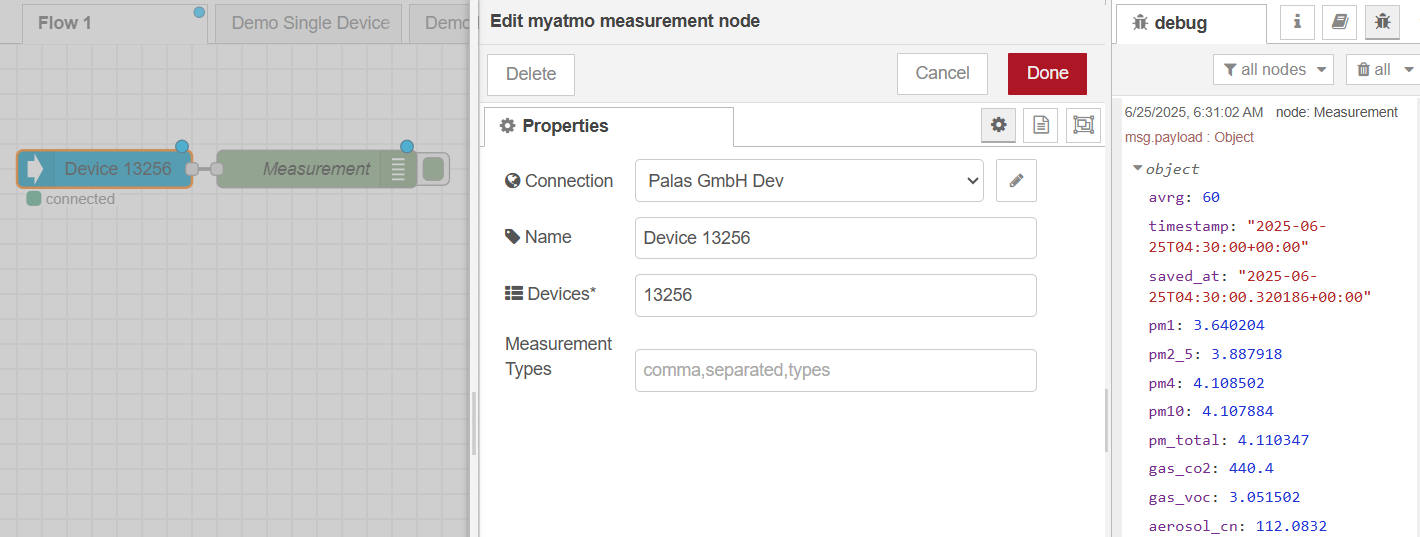 Flow 1
Demo Single Device
Demo
Device 13256
Measurement
connected
Edit myatmo measurement node
Delete
Cancel
Done
Properties
Connection
Palas GmbH Dev
Name
Device 13256
Devices*
13256
Measurement
Types
comma,separated,types
debug
i
all nodes
all
6/25/2025, 6:31:02 AM node: Measurement
msg.payload : Object
object
avrg: 60
timestamp: "2025-06-
25T04:30:00+00:00"
saved_at: "2025-06-
25T04:30:00.320186+00:00"
pm1: 3.640204
pm2_5: 3.887918
pm4: 4.108502
pm10: 4.107884
pm_total: 4.110347
gas_co2: 440.4
gas_voc: 3.051502
aerosol_cn: 112.0832